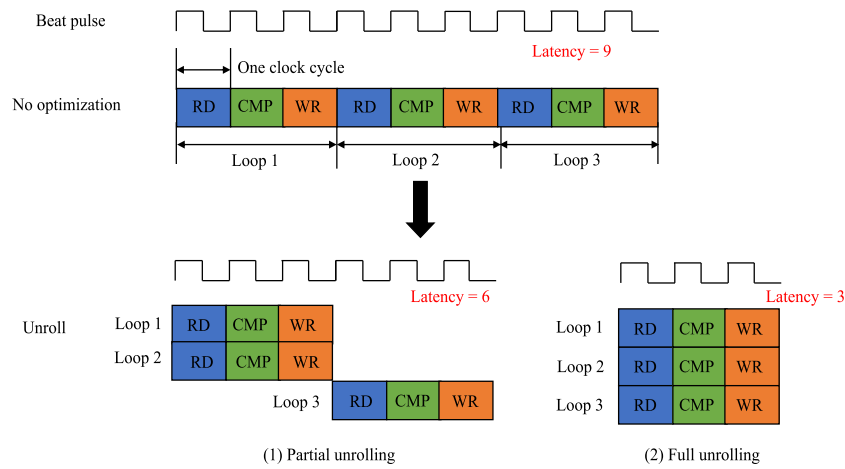 Beat pulse
Latency = 9
One clock cycle
No optimization
RD CMP WR RD CMP WR RD CMP WR
Loop 1 Loop 2 Loop 3
Latency = 6
Latency = 3
Unroll
Loop 1 RD CMP WR
Loop 2 RD CMP WR
Loop 3 RD CMP WR
Loop 1 RD CMP WR
Loop 2 RD CMP WR
Loop 3 RD CMP WR
(1) Partial unrolling
(2) Full unrolling